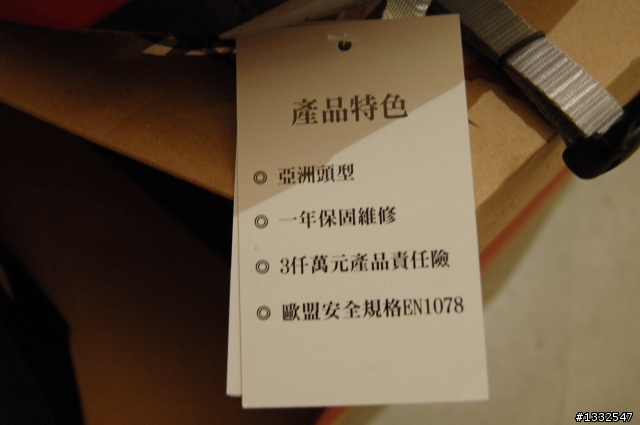 產品特色
◎ 亞洲頭型
◎ 一年保固維修
◎ 3仟萬元產品責任險
◎ 歐盟安全規格EN1078
#1332547